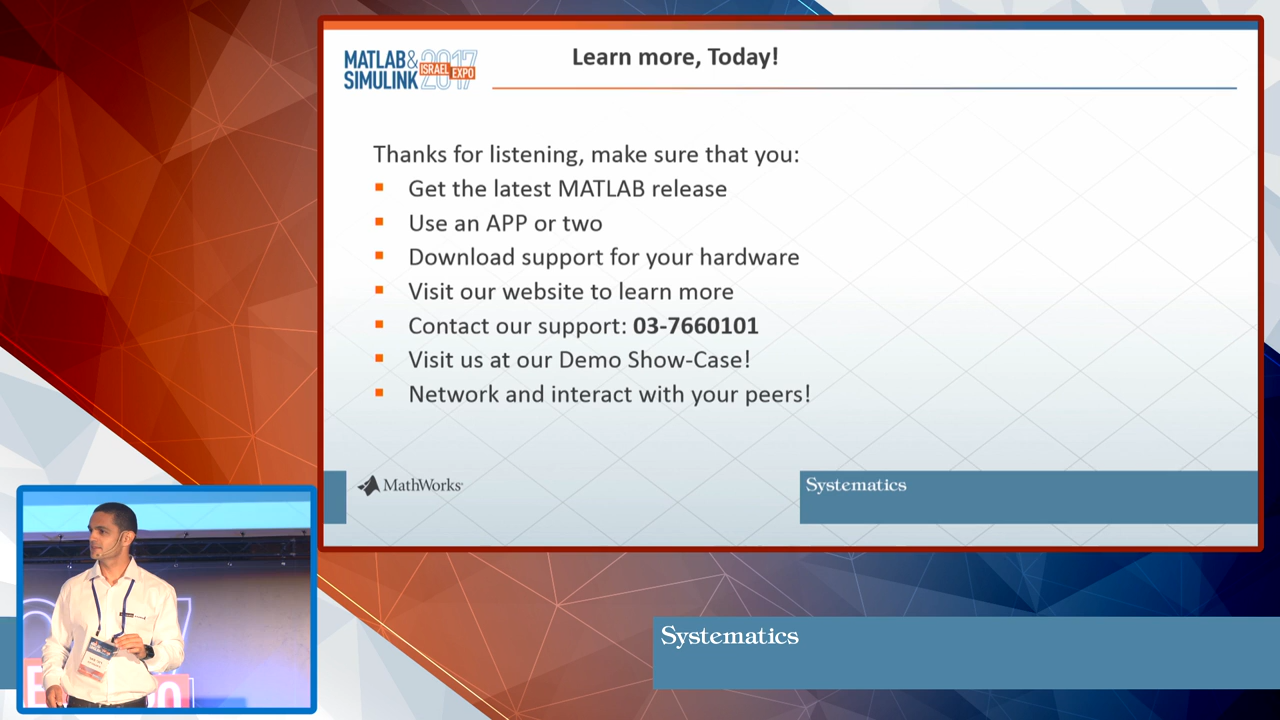 MATLAB&
SIMULINK
2017
ISRAEL
EXPO
Learn more, Today!
Thanks for listening, make sure that you:
▪ Get the latest MATLAB release
▪ Use an APP or two
▪ Download support for your hardware
▪ Visit our website to learn more
▪ Contact our support: 03-7660101
▪ Visit us at our Demo Show-Case!
▪ Network and interact with your peers!
MathWorks
Systematics
Systematics